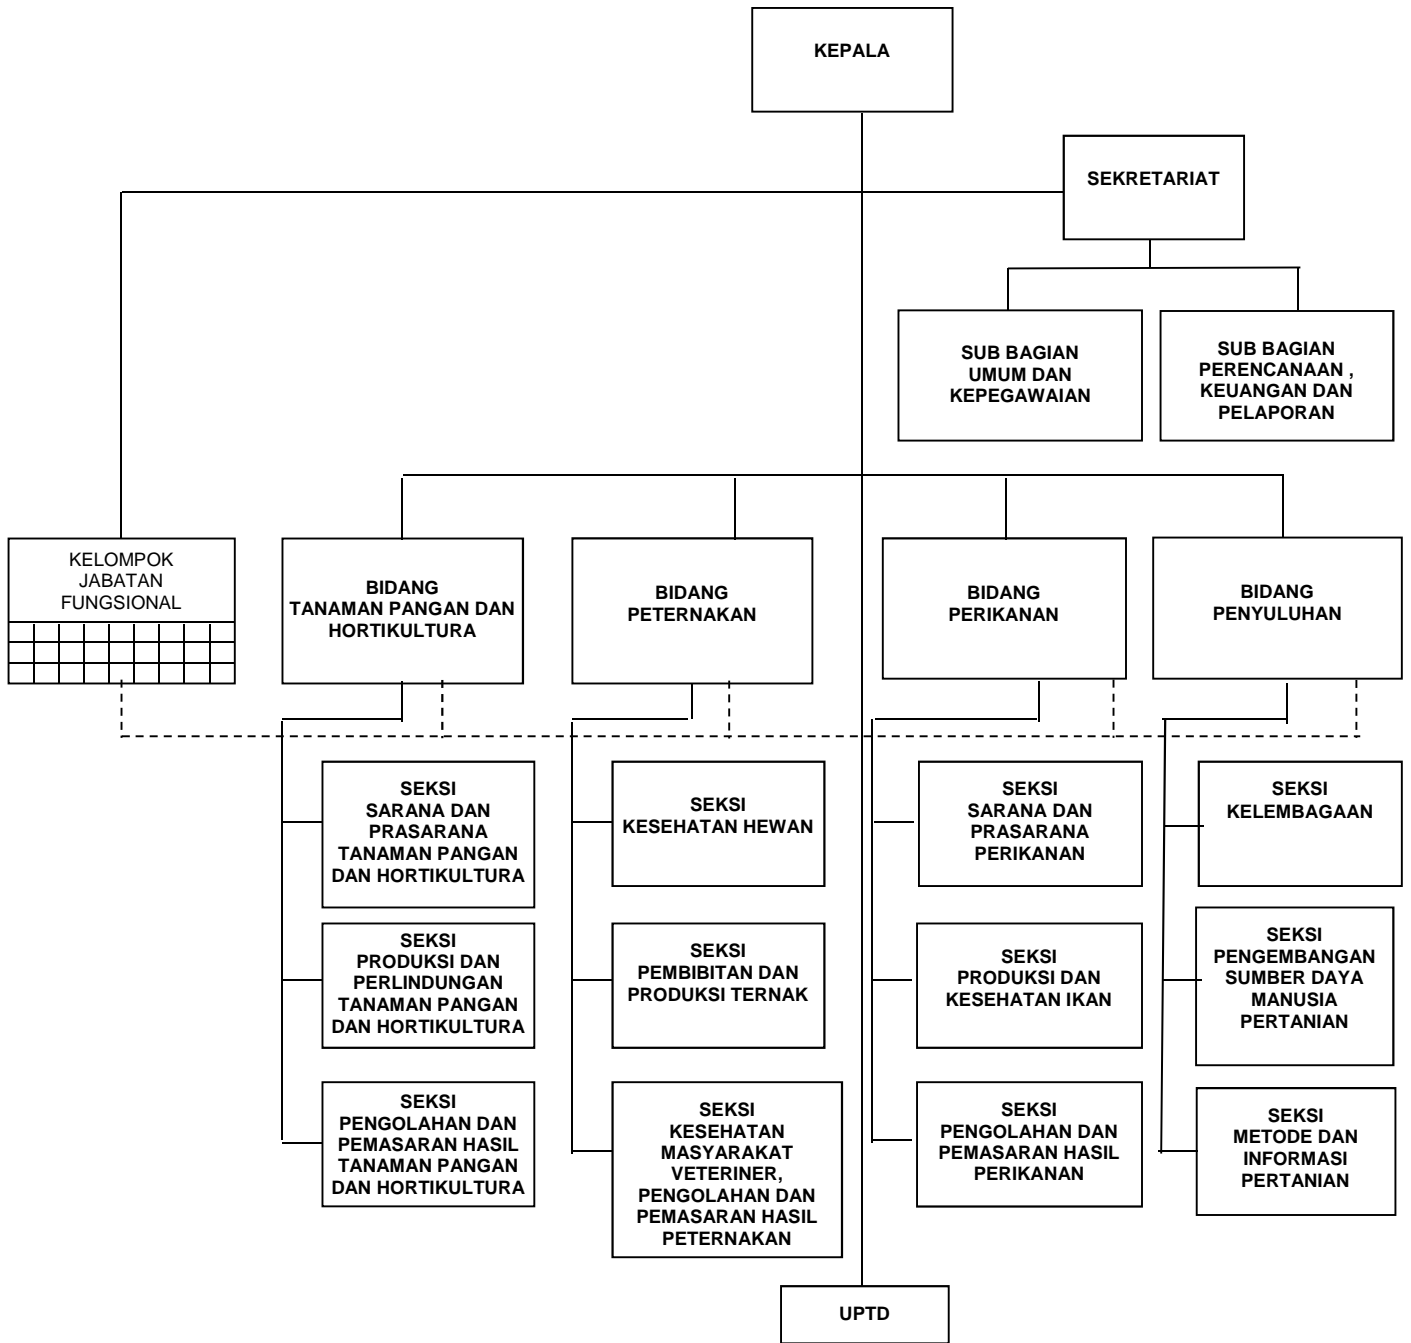 KEPALA
SEKRETARIAT
SUB BAGIAN
UMUM DAN
KEPEGAWAIAN
SUB BAGIAN
PERENCANAAN ,
KEUANGAN DAN
PELAPORAN
KELOMPOK
JABATAN
FUNGSIONAL
BIDANG
TANAMAN PANGAN DAN
HORTIKULTURA
BIDANG
PETERNAKAN
BIDANG
PERIKANAN
BIDANG
PENYULUHAN
SEKSI
SARANA DAN
PRASARANA
TANAMAN PANGAN
DAN HORTIKULTURA
SEKSI
KESEHATAN HEWAN
SEKSI
SARANA DAN
PRASARANA
PERIKANAN
SEKSI
KELEMBAGAAN
SEKSI
PRODUKSI DAN
PERLINDUNGAN
TANAMAN PANGAN
DAN HORTIKULTURA
SEKSI
PEMBIBITAN DAN
PRODUKSI TERNAK
SEKSI
PRODUKSI DAN
KESEHATAN IKAN
SEKSI
PENGEMBANGAN
SUMBER DAYA
MANUSIA
PERTANIAN
SEKSI
PENGOLAHAN DAN
PEMASARAN HASIL
TANAMAN PANGAN
DAN HORTIKULTURA
SEKSI
KESEHATAN
MASYARAKAT
VETERINER,
PENGOLAHAN DAN
PEMASARAN HASIL
PETERNAKAN
SEKSI
PENGOLAHAN DAN
PEMASARAN HASIL
PERIKANAN
SEKSI
METODE DAN
INFORMASI
PERTANIAN
UPTD